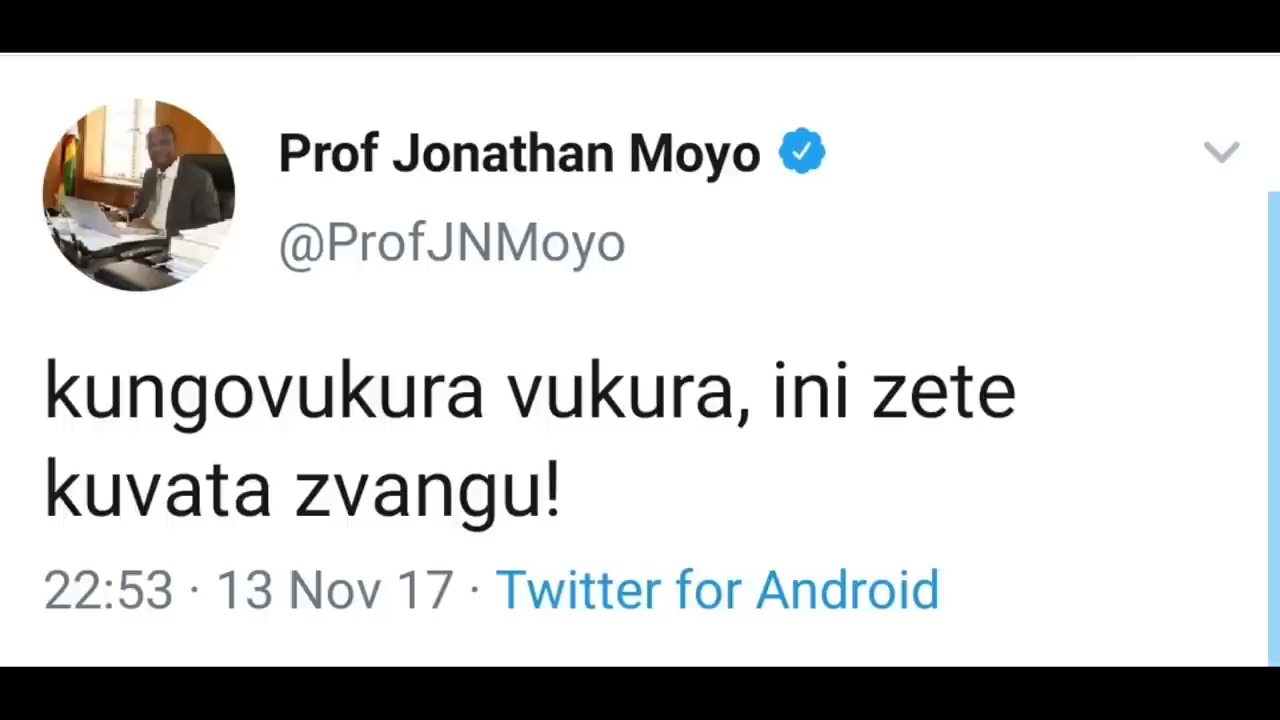 Prof Jonathan Moyo
@ProfJNMoyo
kungovukura vukura, ini zete
kuvata zvangu!
22:53 · 13 Nov 17 · Twitter for Android